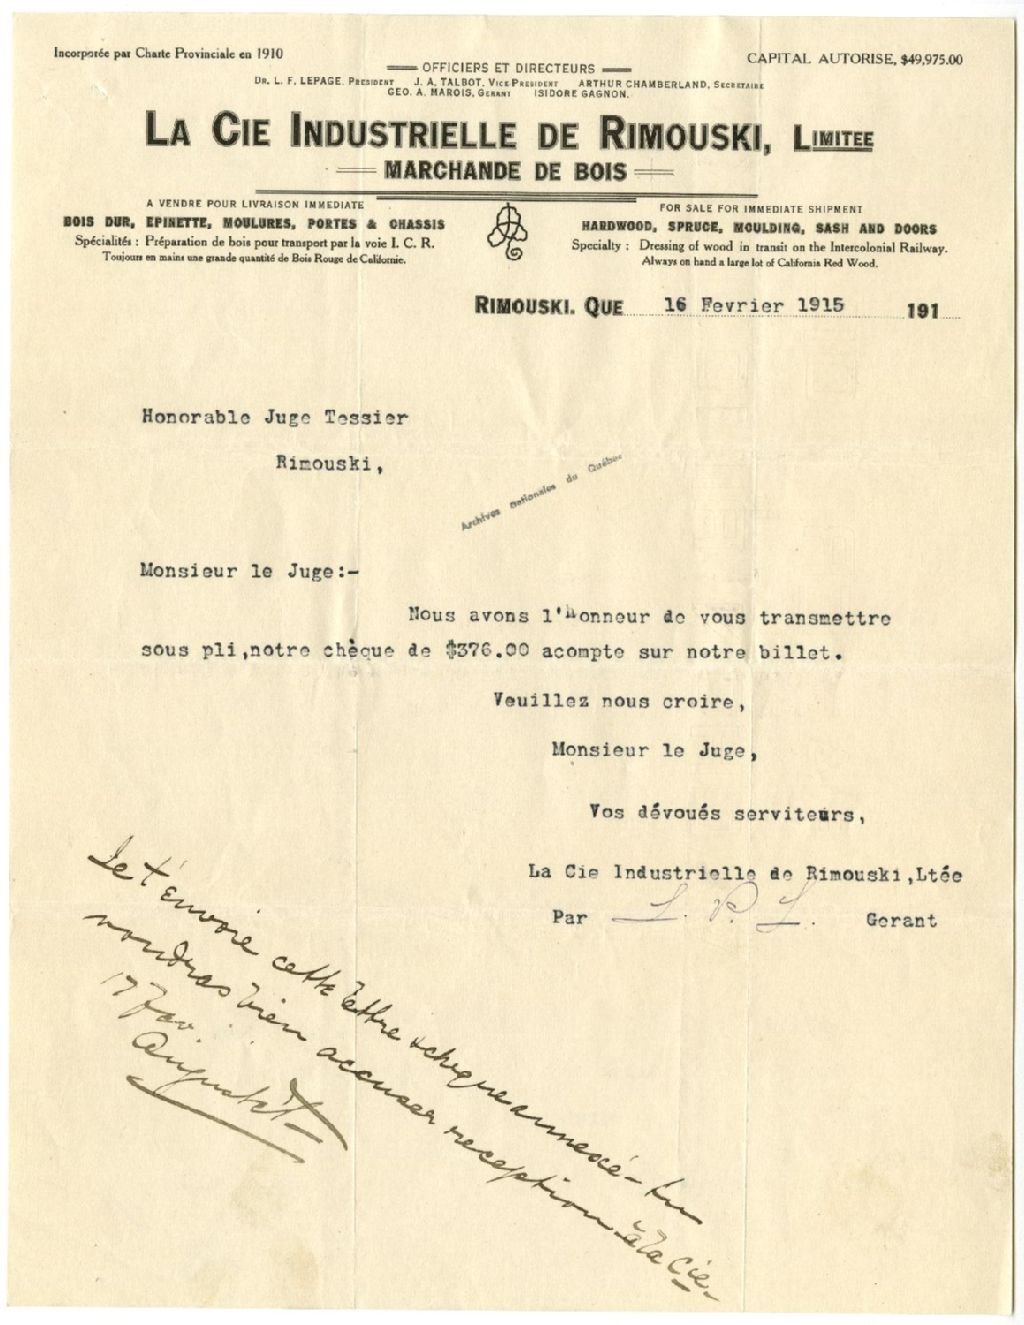 Incorporée par Charte Provinciale en 1910
CAPITAL AUTORISE, $49,975.00
OFFICIERS ET DIRECTEURS
DR. L. F. LEPAGE, PRESIDENT J. A. TALBOT, VICE PRESIDENT ARTHUR CHAMBERLAND, SECRETAIRE
GEO. A. MAROIS, GERANT ISIDORE GAGNON.
LA CIE INDUSTRIELLE DE RIMOUSKI, LIMITEE
MARCHANDE DE BOIS
A VENDRE POUR LIVRAISON IMMEDIATE
BOIS DUR, EPINETTE, MOULURES, PORTES & CHASSIS
Spécialités : Préparation de bois pour transport par la voie I. C. R.
Toujours en mains une grande quantité de Bois Rouge de Californie.
FOR SALE FOR IMMEDIATE SHIPMENT
HARDWOOD, SPRUCE, MOULDING, SASH AND DOORS
Specialty : Dressing of wood in transit on the Intercolonial Railway.
Always on hand a large lot of California Red Wood.
RIMOUSKI. QUE 16 Fevrier 1915 191
Honorable Juge Tessier
Rimouski,
Archives nationales du Québec
Monsieur le Juge:-
Nous avons l'honneur de vous transmettre
sous pli,notre chèque de $376.00 acompte sur notre billet.
Veuillez nous croire,
Monsieur le Juge,
Vos dévoués serviteurs,
La Cie Industrielle de Rimouski,Ltée
Par L. P. L. Gerant
Je t'envoie cette lettre & cheque annexé - tu
voudras bien accuser reception à la Cie.
17 Fev.
Auguste T